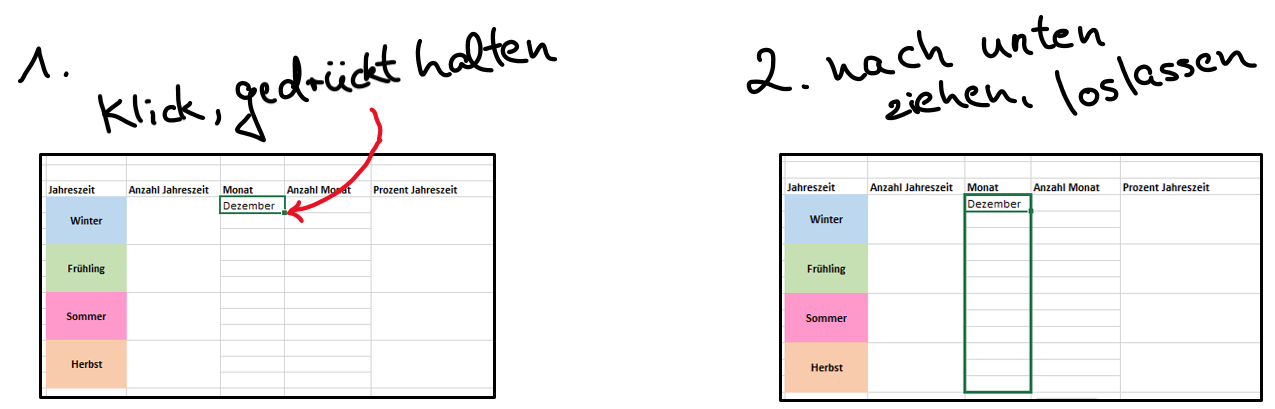 1.
Klick, gedrückt halten
Jahreszeit Anzahl Jahreszeit Monat Anzahl Monat Prozent Jahreszeit
Dezember
Winter
Frühling
Sommer
Herbst
2. nach unten
ziehen, loslassen
Jahreszeit Anzahl Jahreszeit Monat Anzahl Monat Prozent Jahreszeit
Dezember
Winter
Frühling
Sommer
Herbst